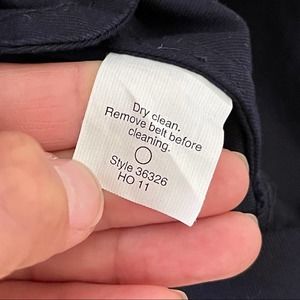 Dry clean.
Remove belt before
cleaning.
Style 36326
HO 11